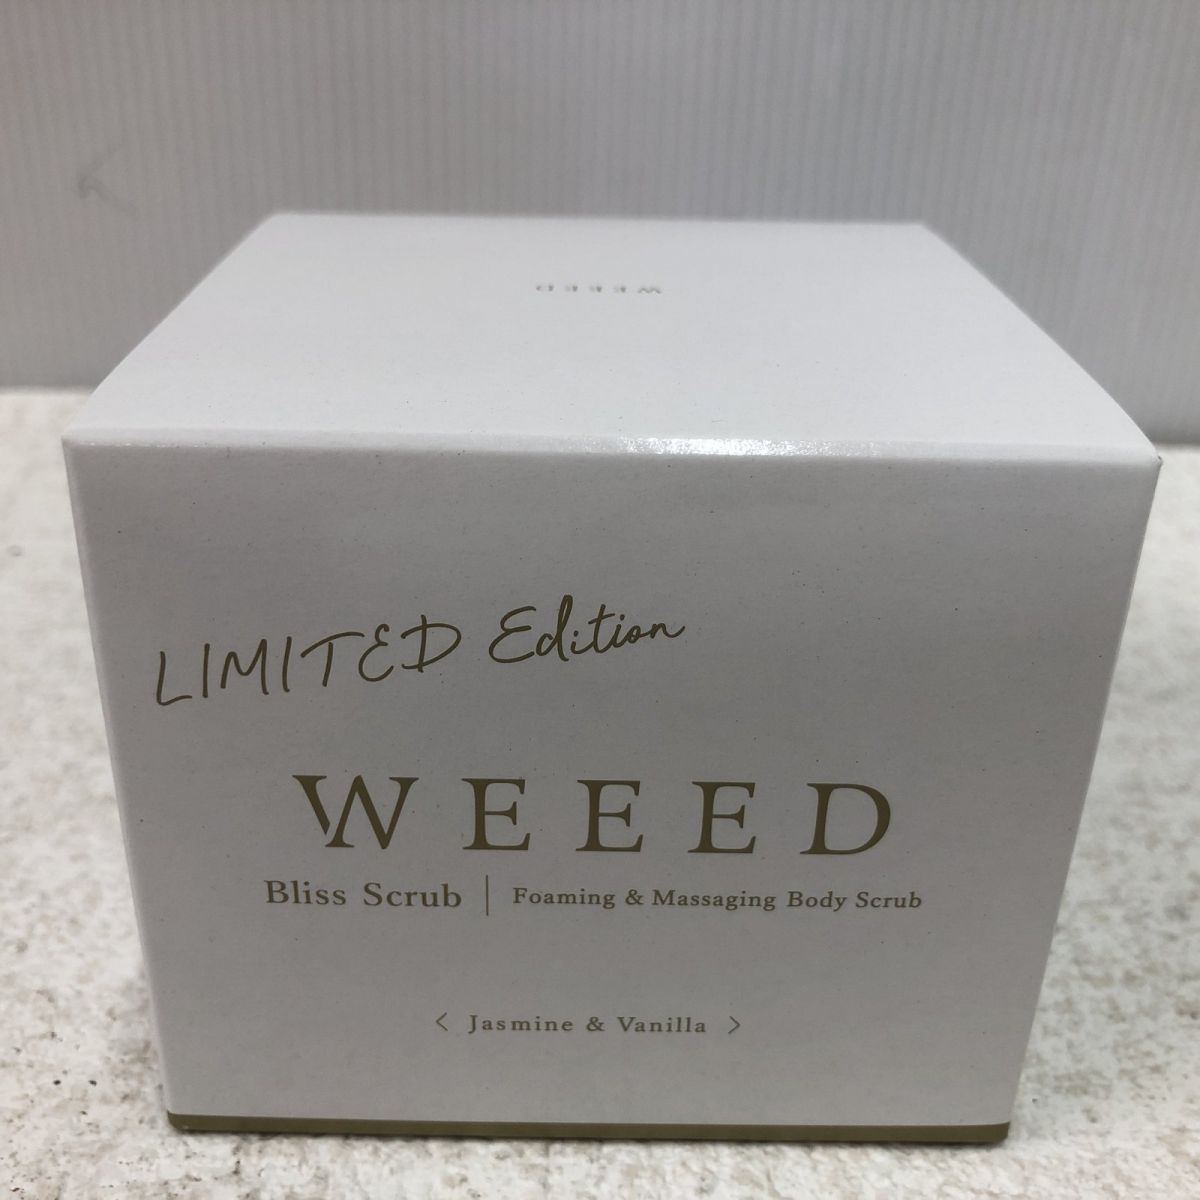 WEEED
LIMITED Edition
WEEED
Bliss Scrub | Foaming & Massaging Body Scrub
< Jasmine & Vanilla >